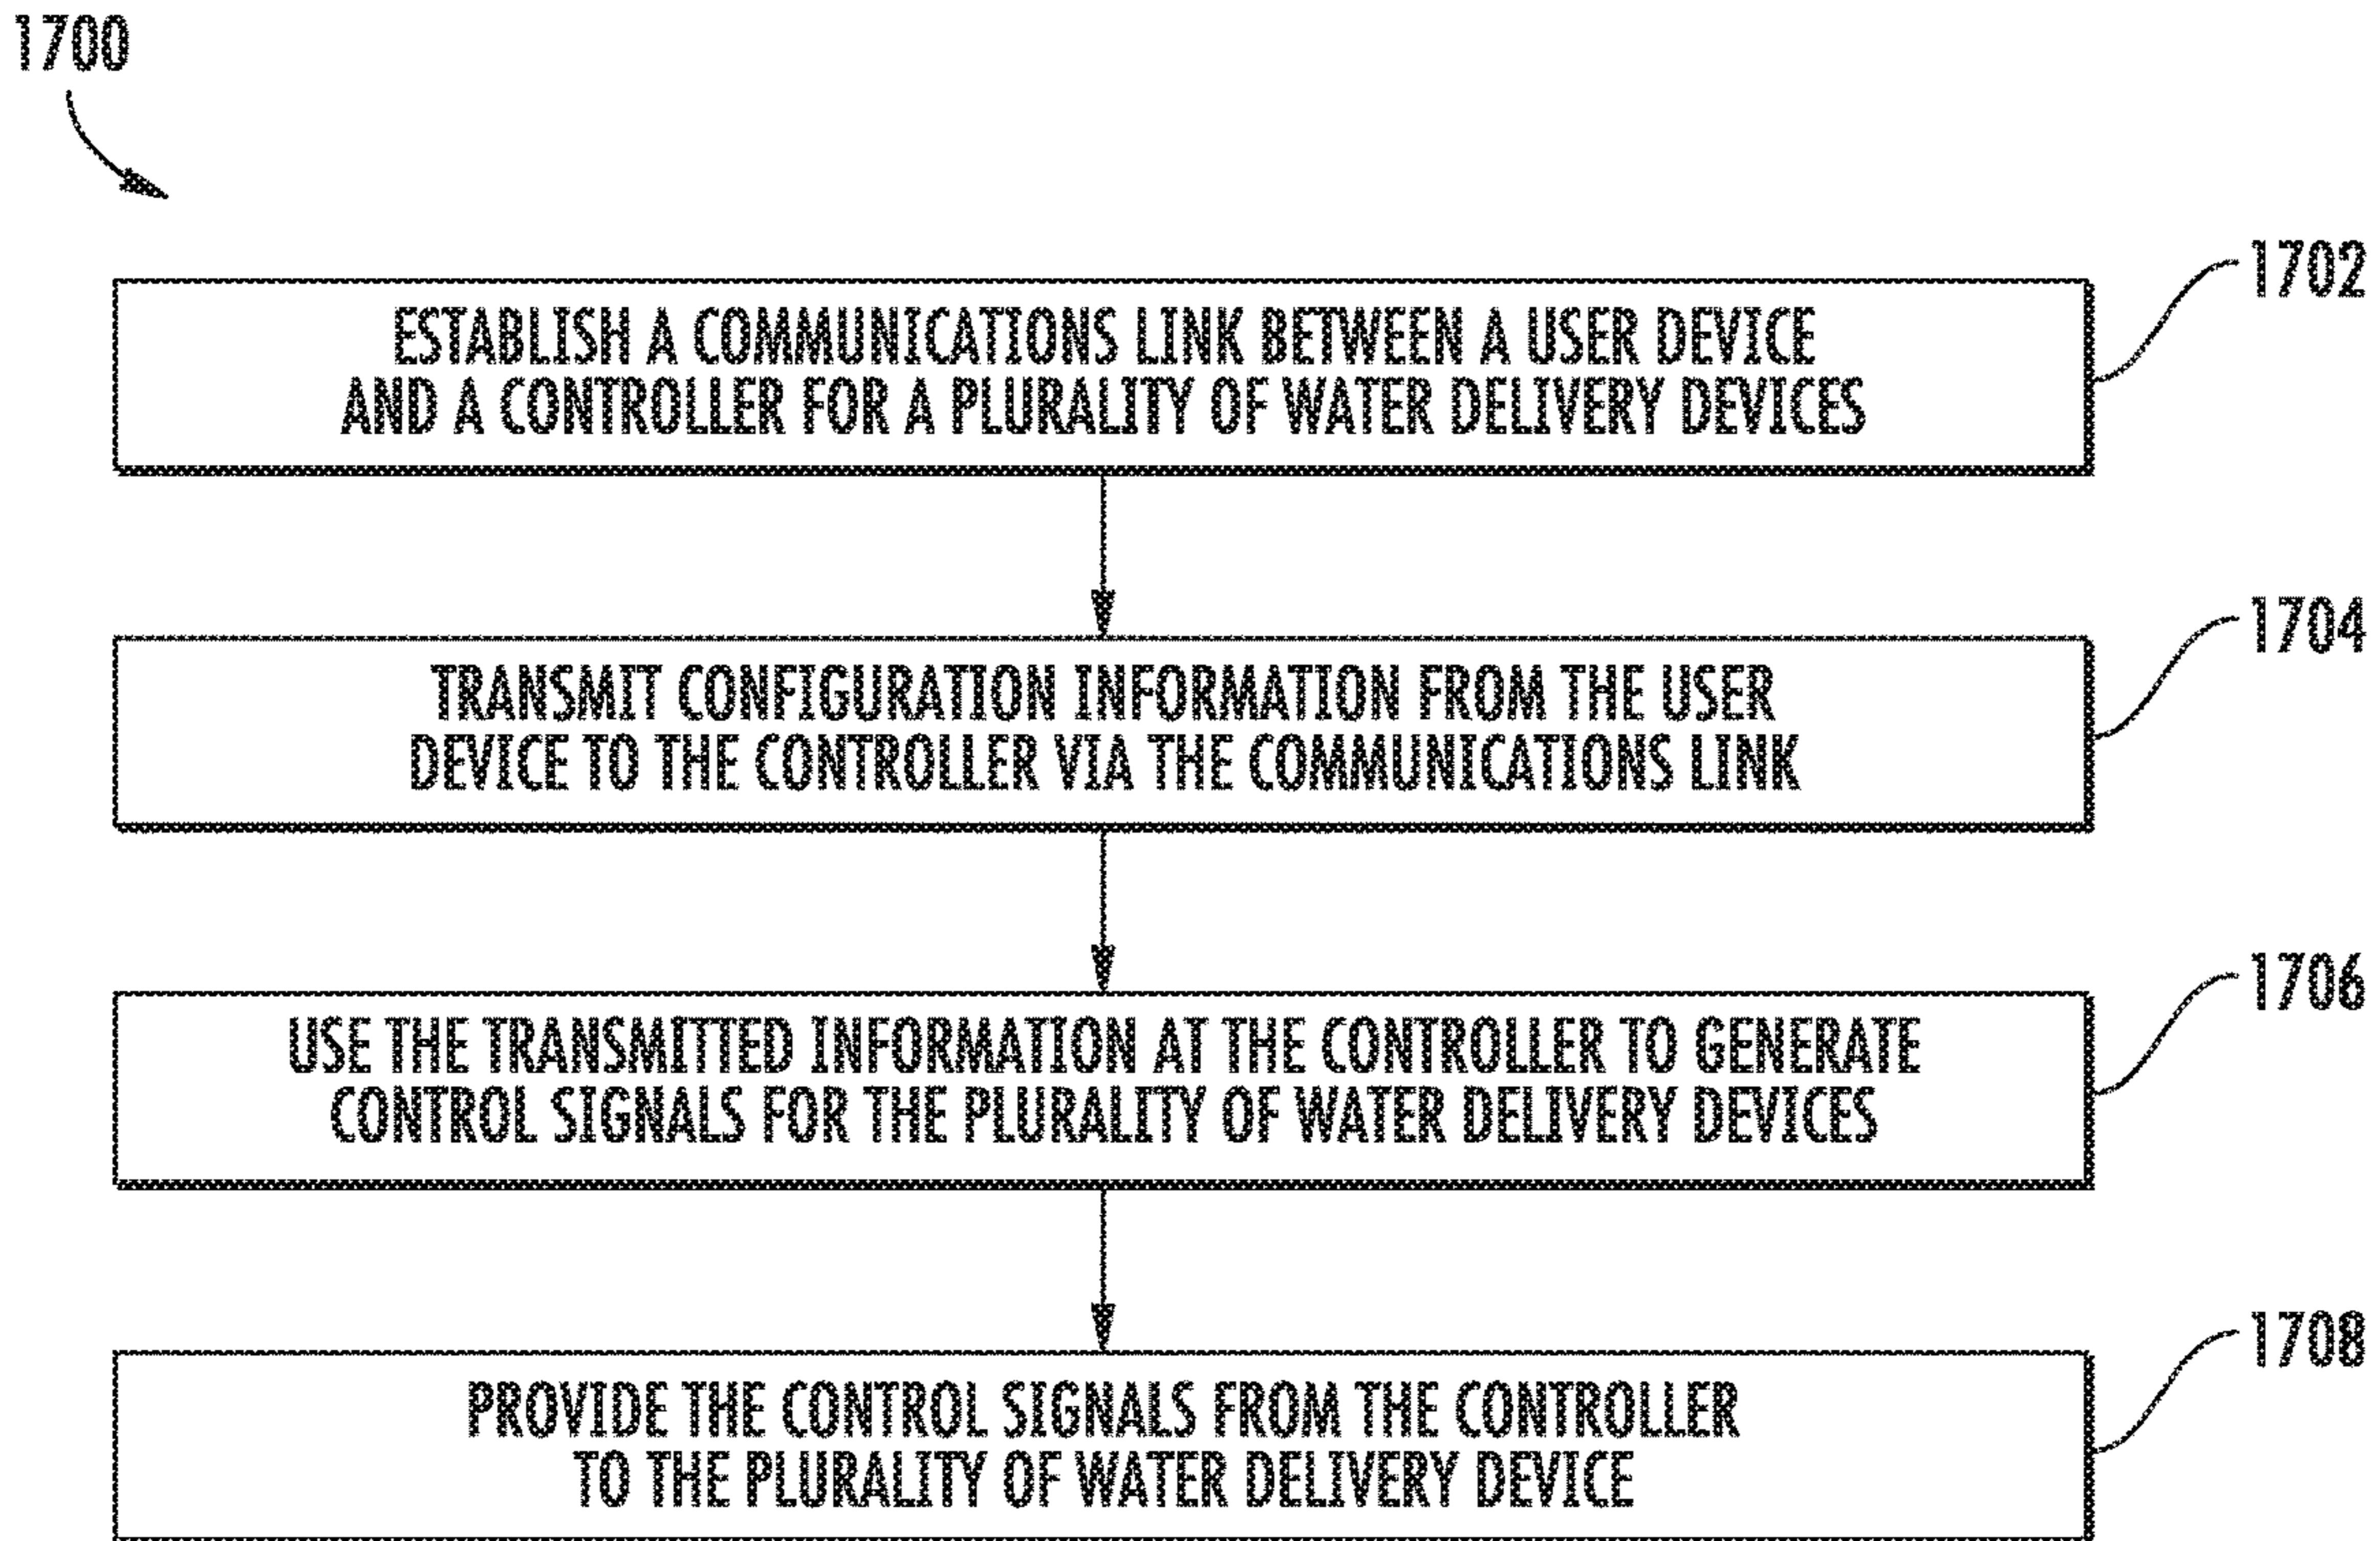 1700
1702
ESTABLISH A COMMUNICATIONS LINK BETWEEN A USER DEVICE
AND A CONTROLLER FOR A PLURALITY OF WATER DELIVERY DEVICES
1704
TRANSMIT CONFIGURATION INFORMATION FROM THE USER
DEVICE TO THE CONTROLLER VIA THE COMMUNICATIONS LINK
1706
USE THE TRANSMITTED INFORMATION AT THE CONTROLLER TO GENERATE
CONTROL SIGNALS FOR THE PLURALITY OF WATER DELIVERY DEVICES
1708
PROVIDE THE CONTROL SIGNALS FROM THE CONTROLLER
TO THE PLURALITY OF WATER DELIVERY DEVICE